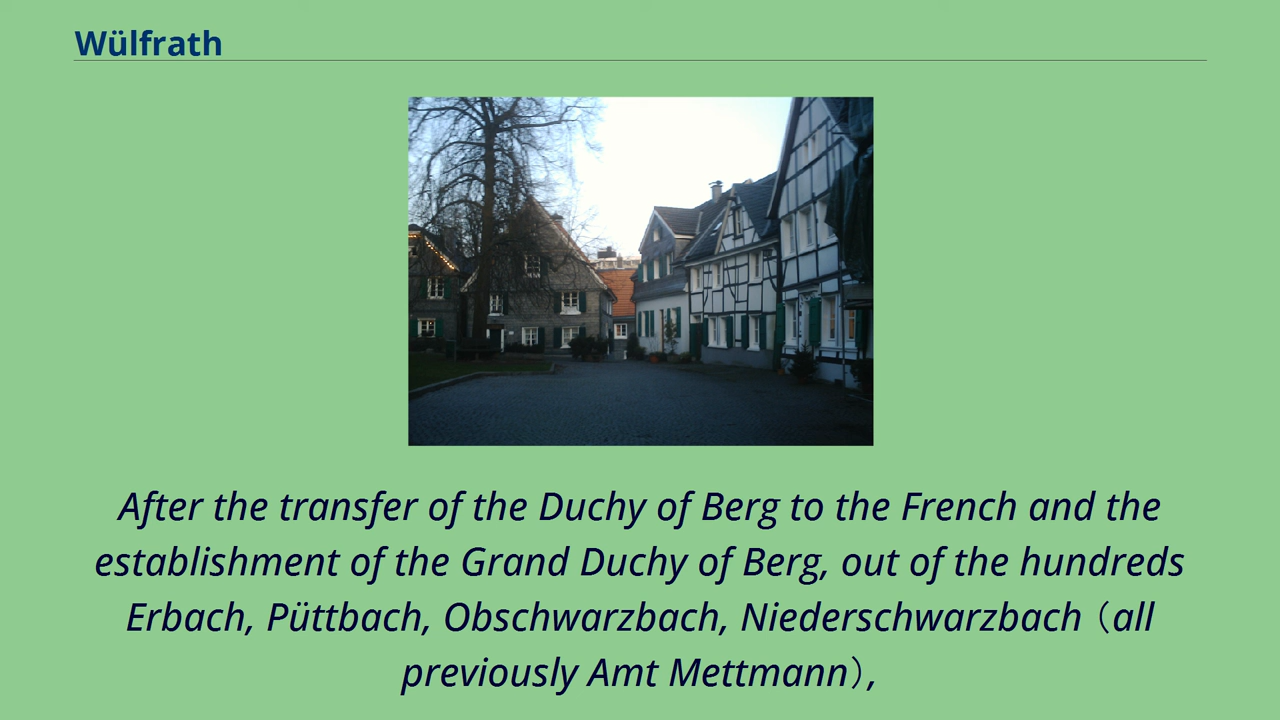 Wülfrath
After the transfer of the Duchy of Berg to the French and the
establishment of the Grand Duchy of Berg, out of the hundreds
Erbach, Püttbach, Obschwarzbach, Niederschwarzbach（all
previously Amt Mettmann）,